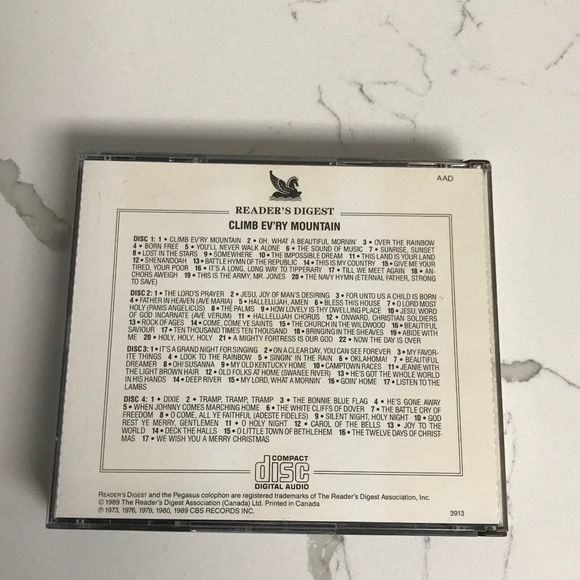 AAD
READER'S DIGEST
CLIMB EV'RY MOUNTAIN
DISC 1: 1 • CLIMB EV'RY MOUNTAIN 2 • OH, WHAT A BEAUTIFUL MORNIN' 3 • OVER THE RAINBOW
4 • BORN FREE 5 • YOU'LL NEVER WALK ALONE 6 • THE SOUND OF MUSIC 7 • SUNRISE, SUNSET
8 • LOST IN THE STARS 9 • SOMEWHERE 10 • THE IMPOSSIBLE DREAM 11 • THIS LAND IS YOUR LAND
12 • SHENANDOAH 13 • BATTLE HYMN OF THE REPUBLIC 14 • THIS IS MY COUNTRY 15 • GIVE ME YOUR
TIRED, YOUR POOR 16 • IT'S A LONG, LONG WAY TO TIPPERARY 17 • TILL WE MEET AGAIN 18 • AN-
CHORS AWEIGH 19 • THIS IS THE ARMY, MR. JONES 20 • THE NAVY HYMN (ETERNAL FATHER, STRONG
TO SAVE)
DISC 2: 1 • THE LORD'S PRAYER 2 • JESU, JOY OF MAN'S DESIRING 3 • FOR UNTO US A CHILD IS BORN
4 • FATHER IN HEAVEN (AVE MARIA) 5 • HALLELUJAH, AMEN 6 • BLESS THIS HOUSE 7 • O LORD MOST
HOLY (PANIS ANGELICUS) 8 • THE PALMS 9 • HOW LOVELY IS THY DWELLING PLACE 10 • JESU, WORD
OF GOD INCARNATE (AVE VERUM) 11 • HALLELUJAH CHORUS 12 • ONWARD, CHRISTIAN SOLDIERS
13 • ROCK OF AGES 14 • COME, COME YE SAINTS 15 • THE CHURCH IN THE WILDWOOD 16 • BEAUTIFUL
SAVIOUR 17 • TEN THOUSAND TIMES TEN THOUSAND 18 • BRINGING IN THE SHEAVES 19 • ABIDE WITH
ME 20 • HOLY, HOLY, HOLY 21 • A MIGHTY FORTRESS IS OUR GOD 22 • NOW THE DAY IS OVER
DISC 3: 1 • IT'S A GRAND NIGHT FOR SINGING 2 • ON A CLEAR DAY, YOU CAN SEE FOREVER 3 • MY FAVOR-
ITE THINGS 4 • LOOK TO THE RAINBOW 5 • SINGIN' IN THE RAIN 6 • OKLAHOMA! 7 • BEAUTIFUL
DREAMER 8 • OH! SUSANNA 9 • MY OLD KENTUCKY HOME 10 • CAMPTOWN RACES 11 • JEANIE WITH
THE LIGHT BROWN HAIR 12 • OLD FOLKS AT HOME (SWANEE RIVER) 13 • HE'S GOT THE WHOLE WORLD
IN HIS HANDS 14 • DEEP RIVER 15 • MY LORD, WHAT A MORNIN' 16 • GOIN' HOME 17 • LISTEN TO THE
LAMBS
DISC 4: 1 • DIXIE 2 • TRAMP, TRAMP, TRAMP 3 • THE BONNIE BLUE FLAG 4 • HE'S GONE AWAY
5 • WHEN JOHNNY COMES MARCHING HOME 6 • THE WHITE CLIFFS OF DOVER 7 • THE BATTLE CRY OF
FREEDOM 8 • O COME, ALL YE FAITHFUL (ADESTE FIDELES) 9 • SILENT NIGHT, HOLY NIGHT 10 • GOD
REST YE MERRY, GENTLEMEN 11 • O HOLY NIGHT 12 • CAROL OF THE BELLS 13 • JOY TO THE
WORLD 14 • DECK THE HALLS 15 • O LITTLE TOWN OF BETHLEHEM 16 • THE TWELVE DAYS OF CHRIST-
MAS 17 • WE WISH YOU A MERRY CHRISTMAS
COMPACT
disc
DIGITAL AUDIO
READER'S DIGEST and the Pegasus colophon are registered trademarks of The Reader's Digest Association, Inc.
© 1989 The Reader's Digest Association (Canada) Ltd. Printed in Canada
℗ 1973, 1976, 1979, 1980, 1989 CBS RECORDS INC.
3913